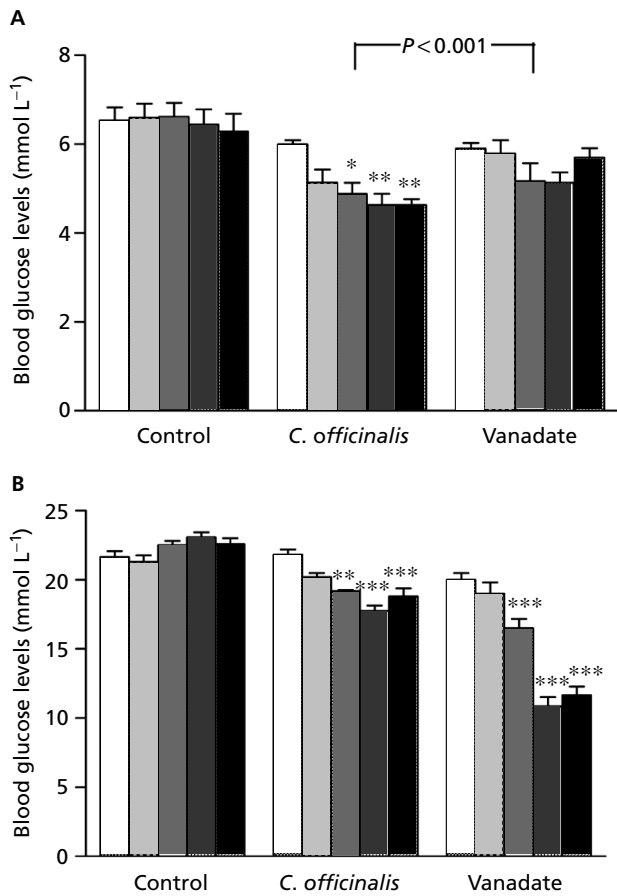 A
P<0.001
Blood glucose levels (mmol L⁻¹)
8
6
4
2
0
* ** **
Control C. officinalis Vanadate
B
Blood glucose levels (mmol L⁻¹)
25
20
15
10
5
0
** *** ***
*** *** ***
Control C. officinalis Vanadate